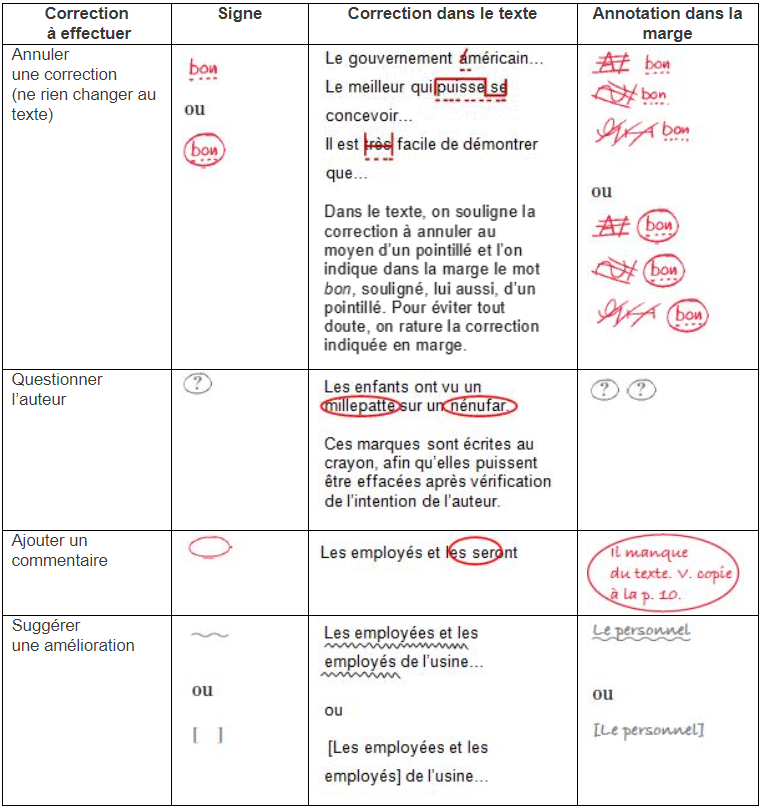 Correction
à effectuer
Signe
Correction dans le texte
Annotation dans la
marge
Annuler
une correction
(ne rien changer au
texte)
bon
ou
bon
Le gouvernement américain…
Le meilleur qui puisse se
concevoir…
Il est très facile de démontrer
que…
Dans le texte, on souligne la
correction à annuler au
moyen d’un pointillé et l’on
indique dans la marge le mot
bon, souligné, lui aussi, d’un
pointillé. Pour éviter tout
doute, on rature la correction
indiquée en marge.
bon
bon
bon
ou
bon
bon
bon
Questionner
l’auteur
?
Les enfants ont vu un
millepatte sur un nénufar.
Ces marques sont écrites au
crayon, afin qu’elles puissent
être effacées après vérification
de l’intention de l’auteur.
? ?
Ajouter un
commentaire
Les employés et les seront
Il manque
du texte. V. copie
à la p. 10.
Suggérer
une amélioration
ou
[ ]
Les employées et les
employés de l’usine…
ou
[Les employées et les
employés] de l’usine…
Le personnel
ou
[Le personnel]